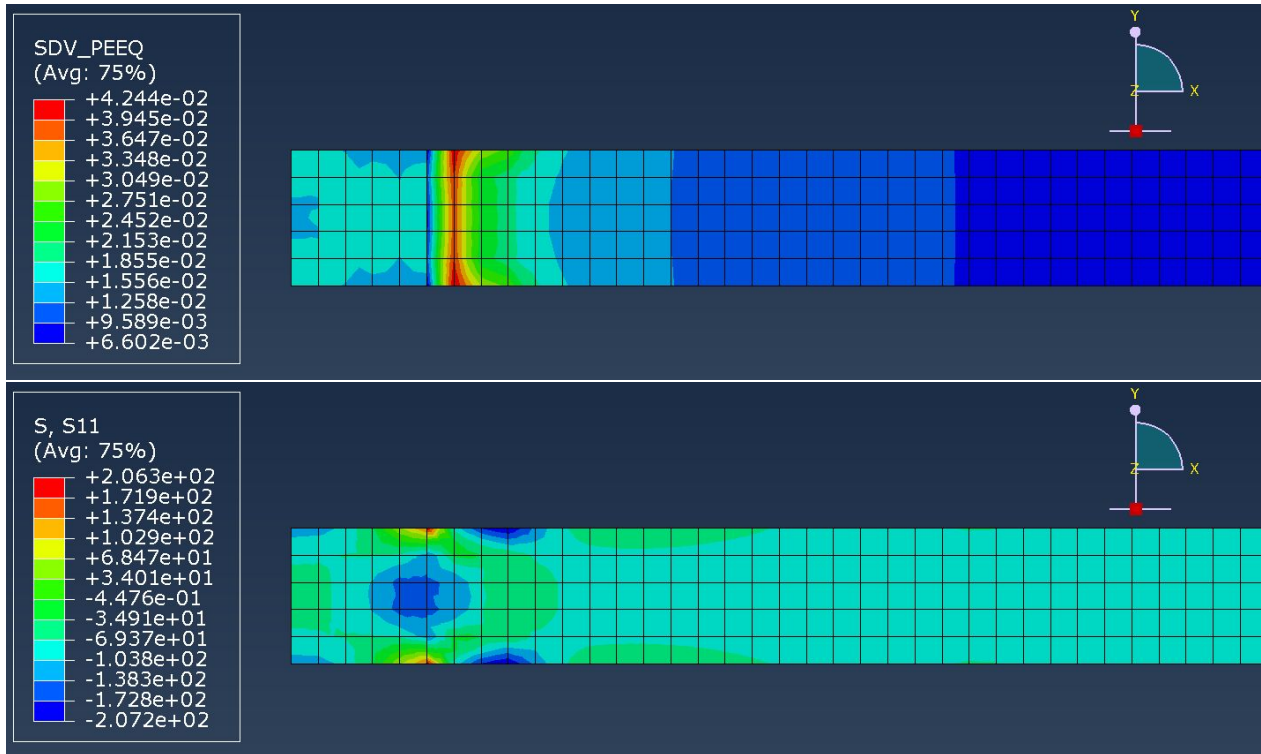 SDV_PEEQ
(Avg: 75%)
+4.244e-02
+3.945e-02
+3.647e-02
+3.348e-02
+3.049e-02
+2.751e-02
+2.452e-02
+2.153e-02
+1.855e-02
+1.556e-02
+1.258e-02
+9.589e-03
+6.602e-03
Y
Z X
S, S11
(Avg: 75%)
+2.063e+02
+1.719e+02
+1.374e+02
+1.029e+02
+6.847e+01
+3.401e+01
-4.476e-01
-3.491e+01
-6.937e+01
-1.038e+02
-1.383e+02
-1.728e+02
-2.072e+02
Y
Z X